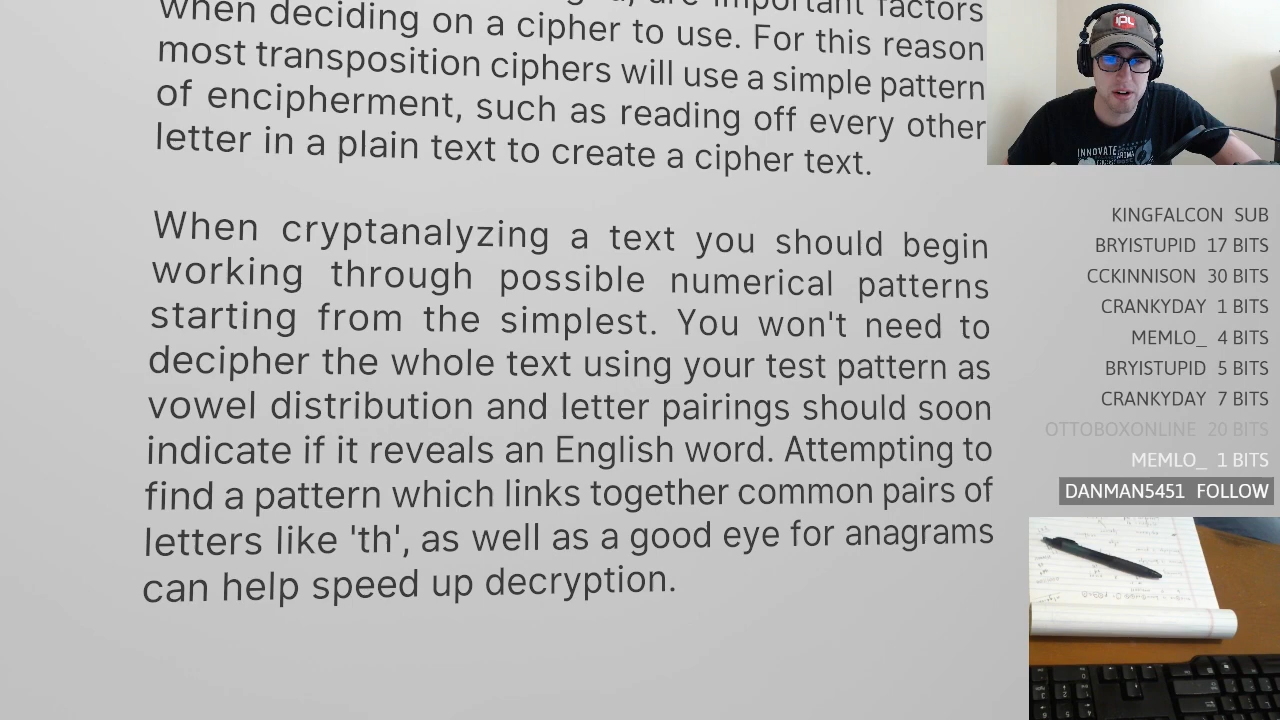 are important factors
when deciding on a cipher to use. For this reason
most transposition ciphers will use a simple pattern
of encipherment, such as reading off every other
letter in a plain text to create a cipher text.
When cryptanalyzing a text you should begin
working through possible numerical patterns
starting from the simplest. You won't need to
decipher the whole text using your test pattern as
vowel distribution and letter pairings should soon
indicate if it reveals an English word. Attempting to
find a pattern which links together common pairs of
letters like 'th', as well as a good eye for anagrams
can help speed up decryption.
IPL
INNOVATE
KINGFALCON SUB
BRYISTUPID 17 BITS
CCKINNISON 30 BITS
CRANKYDAY 1 BITS
MEMLO_ 4 BITS
BRYISTUPID 5 BITS
CRANKYDAY 7 BITS
OTTOBOXONLINE 20 BITS
MEMLO_ 1 BITS
DANMAN5451 FOLLOW